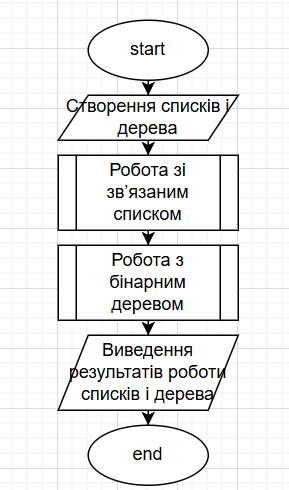 start
Створення списків і
дерева
Робота зі
зв’язаним
списком
Робота з
бінарним
деревом
Виведення
результатів роботи
списків і дерева
end